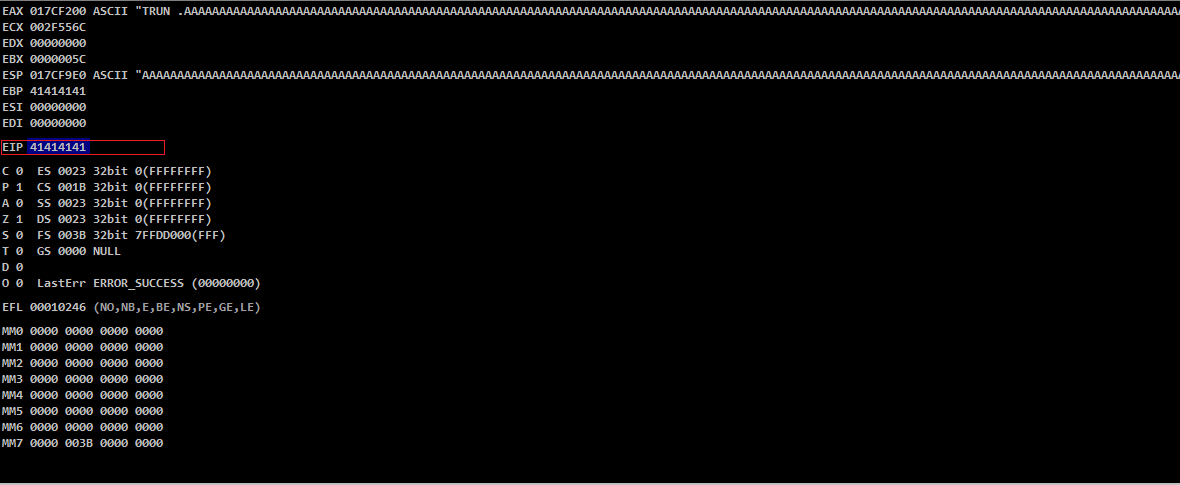 EAX 017CF200 ASCII "TRUN .AAAAAAAAAAAAAAAAAAAAAAAAAAAAAAAAAAAAAAAAAAAAAAAAAAAAAAAAAAAAAAAAAAAAAAAAAAAAAAAAAAAAAAAAAAAAAAAAAAAAAAAAAAAAAAAAAAAAAAAAAAAAAAAAAAAAAAAAAAAA
ECX 002F556C
EDX 00000000
EBX 0000005C
ESP 017CF9E0 ASCII "AAAAAAAAAAAAAAAAAAAAAAAAAAAAAAAAAAAAAAAAAAAAAAAAAAAAAAAAAAAAAAAAAAAAAAAAAAAAAAAAAAAAAAAAAAAAAAAAAAAAAAAAAAAAAAAAAAAAAAAAAAAAAAAAAAAAAAAAAAAAAAAAAAAA
EBP 41414141
ESI 00000000
EDI 00000000
EIP 41414141
C 0  ES 0023 32bit 0(FFFFFFFF)
P 1  CS 001B 32bit 0(FFFFFFFF)
A 0  SS 0023 32bit 0(FFFFFFFF)
Z 1  DS 0023 32bit 0(FFFFFFFF)
S 0  FS 003B 32bit 7FFDD000(FFF)
T 0  GS 0000 NULL
D 0
O 0  LastErr ERROR_SUCCESS (00000000)
EFL 00010246 (NO,NB,E,BE,NS,PE,GE,LE)
MM0 0000 0000 0000 0000
MM1 0000 0000 0000 0000
MM2 0000 0000 0000 0000
MM3 0000 0000 0000 0000
MM4 0000 0000 0000 0000
MM5 0000 0000 0000 0000
MM6 0000 0000 0000 0000
MM7 0000 003B 0000 0000